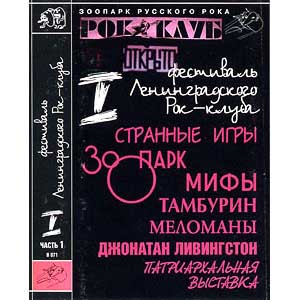 ЗООПАРК РУССКОГО РОКА
РОК КЛУБ
ОТКРЫТ
I
фестиваль
Ленинградского
Рок-клуба
СТРАННЫЕ ИГРЫ
ЗООПАРК
МИФЫ
ТАМБУРИН
МЕЛОМАНЫ
ДЖОНАТАН ЛИВИНГСТОН
ПАТРИАРХАЛЬНАЯ
ВЫСТАВКА
фестиваль
Ленинградского Рок-клуба
I
ЧАСТЬ 1
R 071